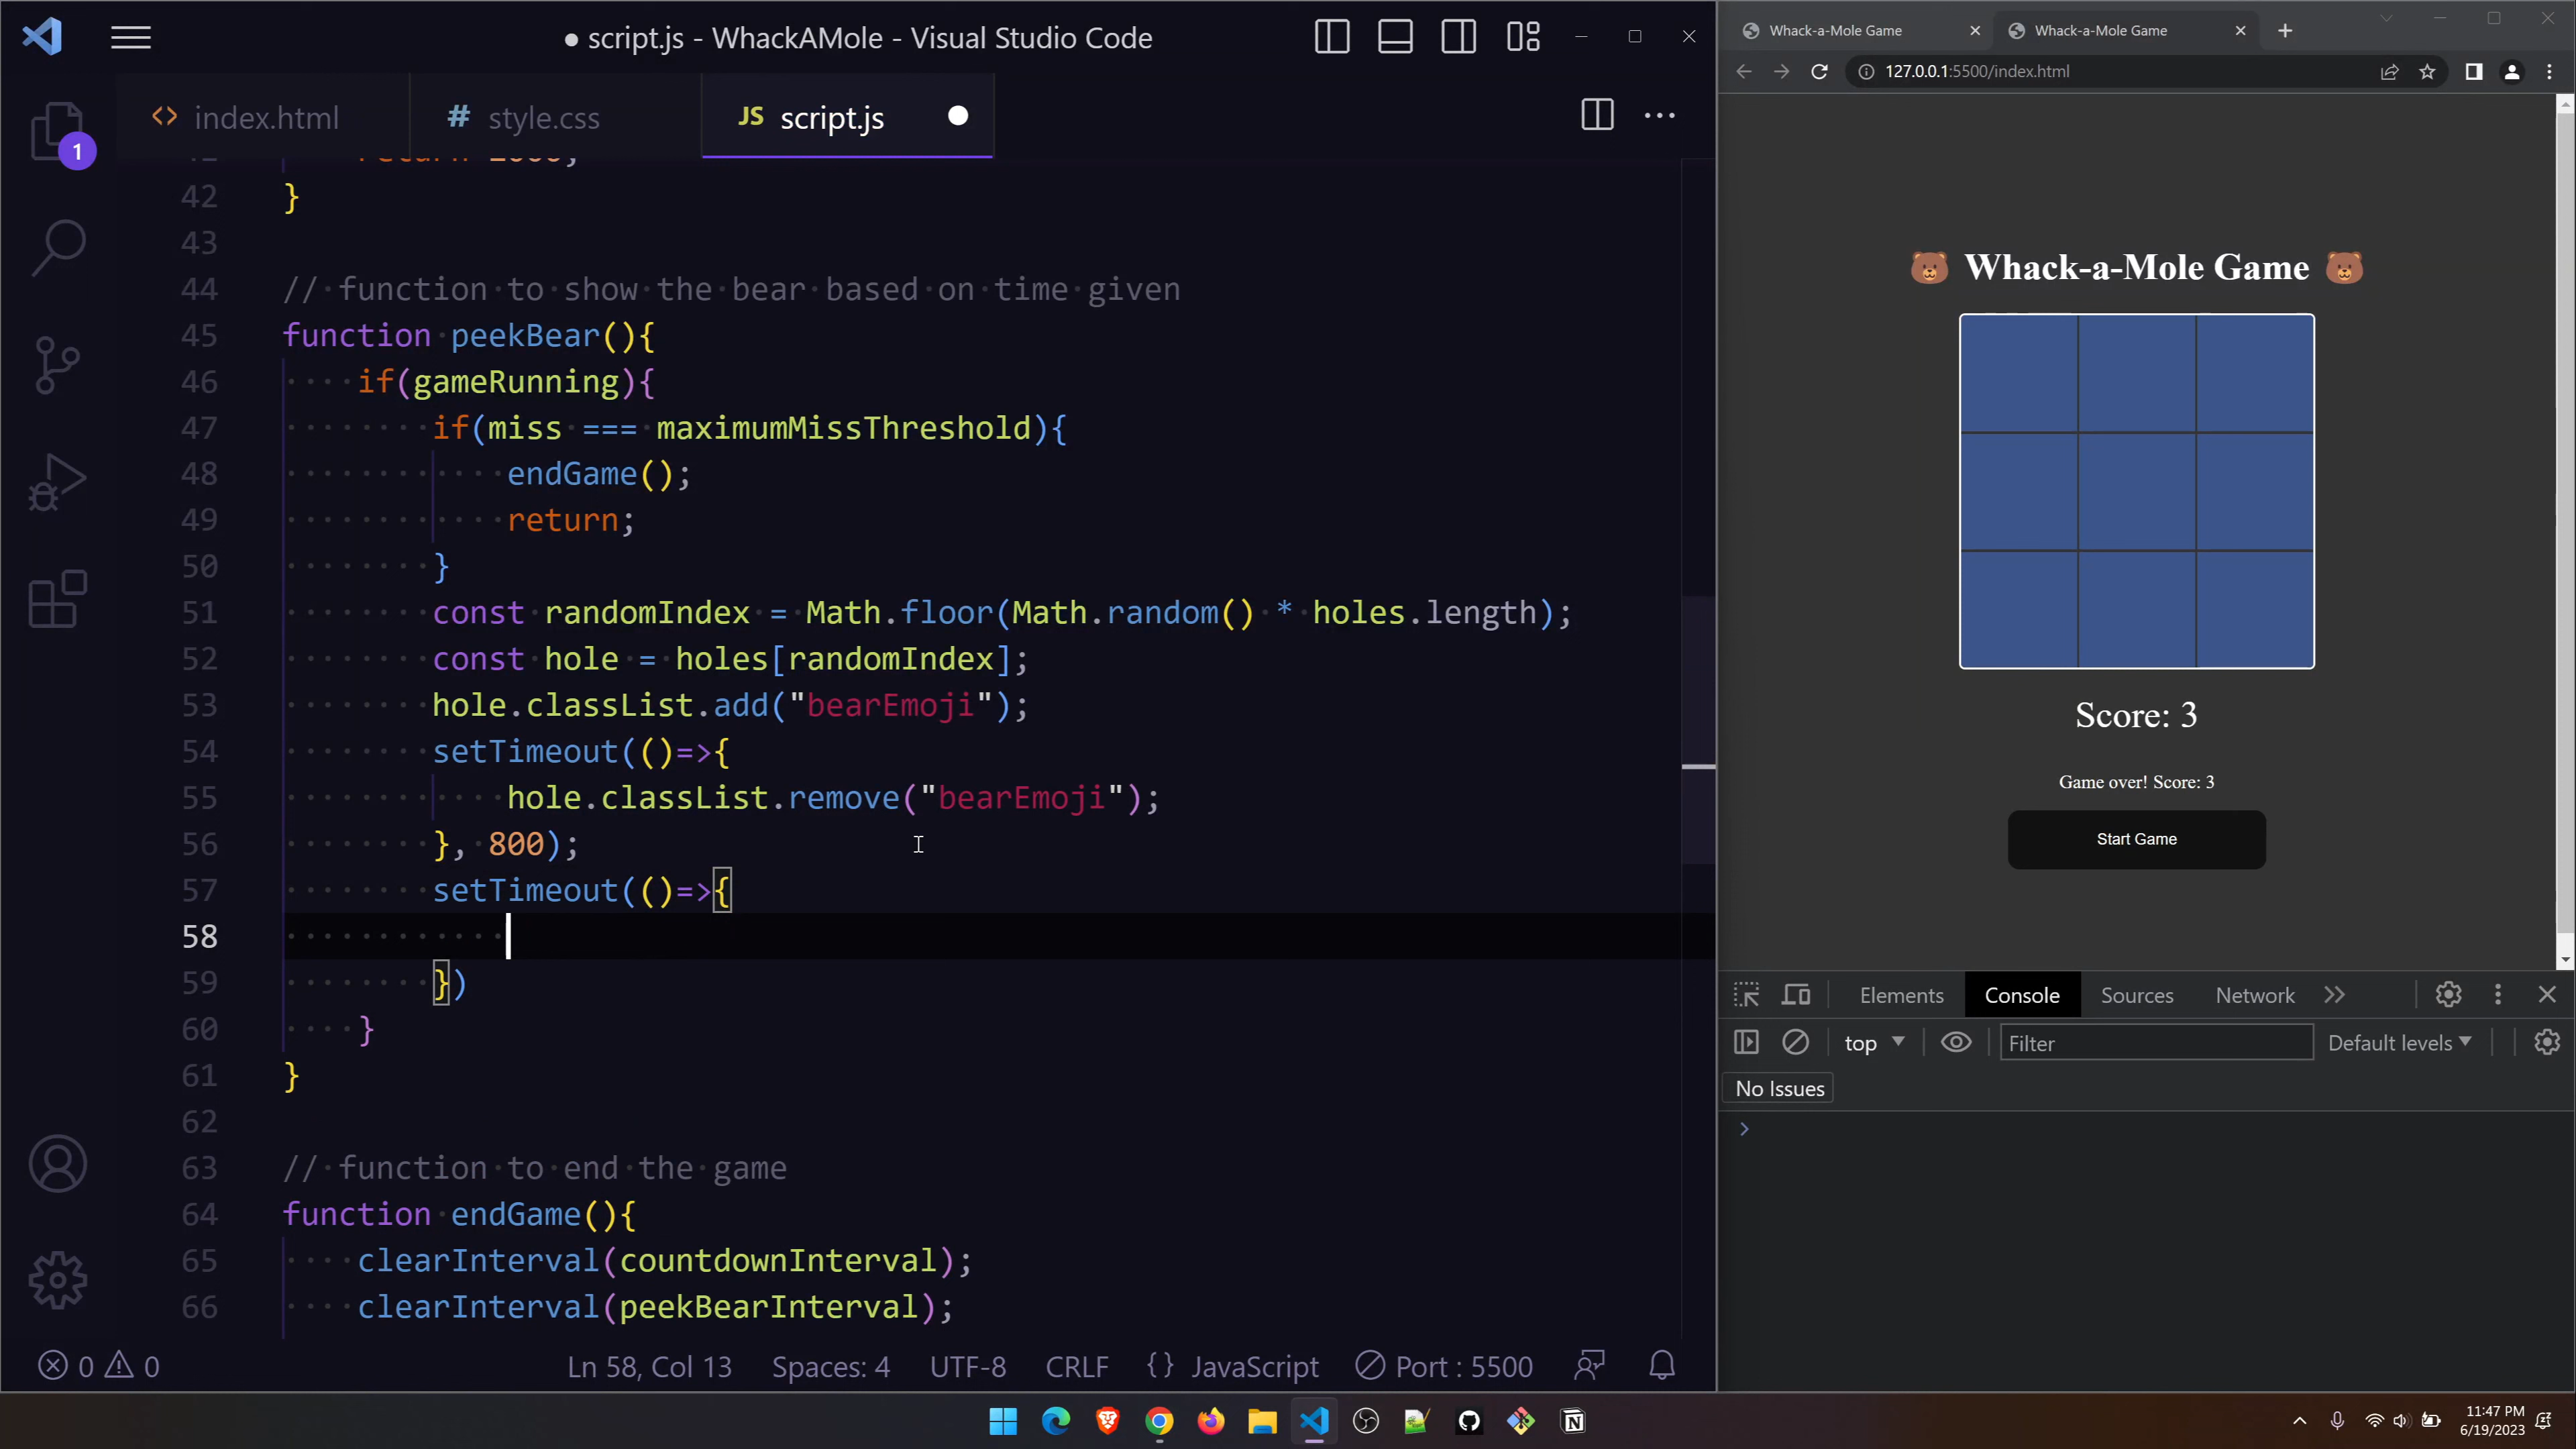 script.js - WhackAMole - Visual Studio Code
index.html
style.css
JS script.js
1
42 }
43
44 // function to show the bear based on time given
45 function peekBear(){
46 if(gameRunning){
47 if(miss === maximumMissThreshold){
48 endGame();
49 return;
50 }
51 const randomIndex = Math.floor(Math.random() * holes.length);
52 const hole = holes[randomIndex];
53 hole.classList.add("bearEmoji");
54 setTimeout(()=>{
55 hole.classList.remove("bearEmoji");
56 }, 800);
57 setTimeout(()=>{
58
59 })
60 }
61 }
62
63 // function to end the game
64 function endGame(){
65 clearInterval(countdownInterval);
66 clearInterval(peekBearInterval);
0 0 Ln 58, Col 13 Spaces: 4 UTF-8 CRLF {} JavaScript Port : 5500
Whack-a-Mole Game
Whack-a-Mole Game
127.0.0.1:5500/index.html
Whack-a-Mole Game
Score: 3
Game over! Score: 3
Start Game
Elements Console Sources Network
top Filter Default levels
No Issues
11:47 PM
6/19/2023